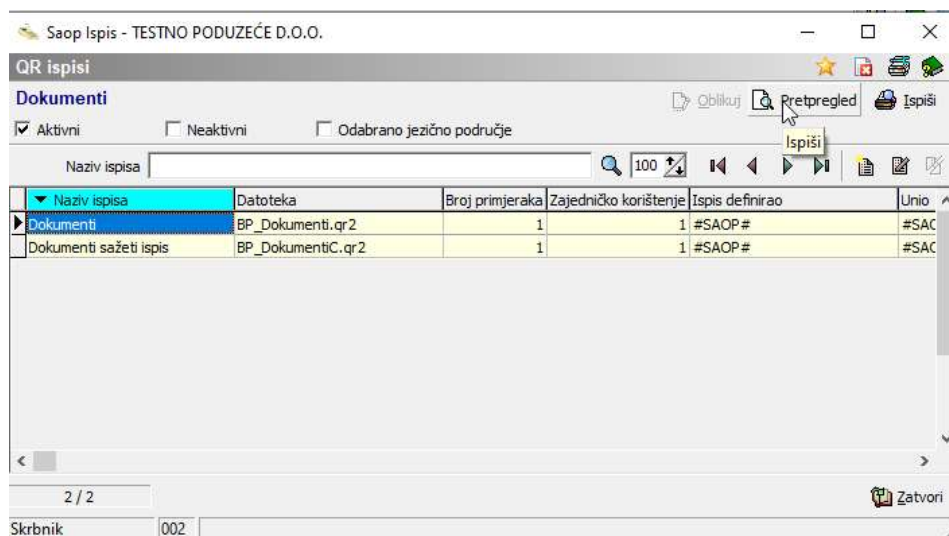 Saop Ispis - TESTNO PODUZEĆE D.O.O.
QR ispisi
Dokumenti Oblikuj Pretpregled Ispiši
Aktivni Neaktivni Odabrano jezično područje
Ispiši
Naziv ispisa 100
Naziv ispisa Datoteka Broj primjeraka Zajedničko korištenje Ispis definirao Unio
Dokumenti BP_Dokumenti.qr2 1 1 #SAOP# #SAC
Dokumenti sažeti ispis BP_DokumentiC.qr2 1 1 #SAOP# #SAC
2 / 2 Zatvori
Skrbnik 002